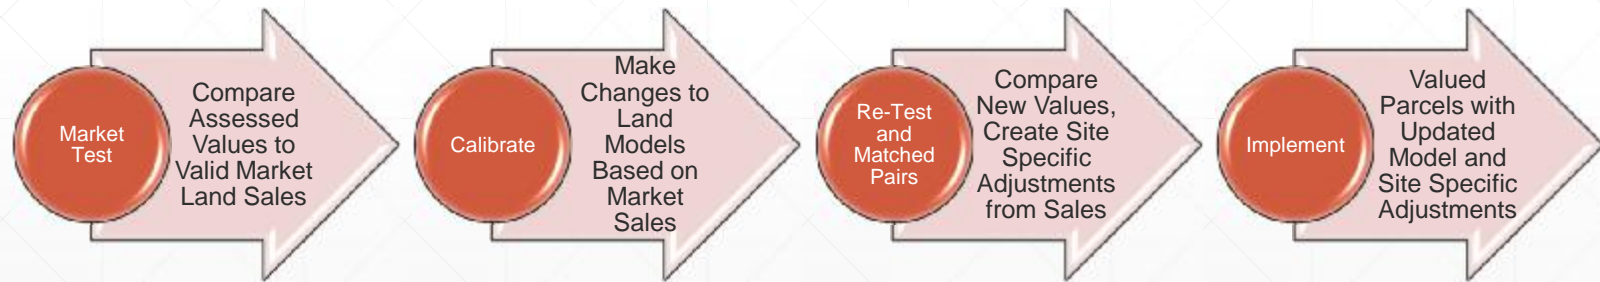 Market
Test
Compare
Assessed
Values to
Valid Market
Land Sales
Calibrate
Make
Changes to
Land
Models
Based on
Market
Sales
Re-Test
and
Matched
Pairs
Compare
New Values,
Create Site
Specific
Adjustments
from Sales
Implement
Valued
Parcels with
Updated
Model and
Site Specific
Adjustments